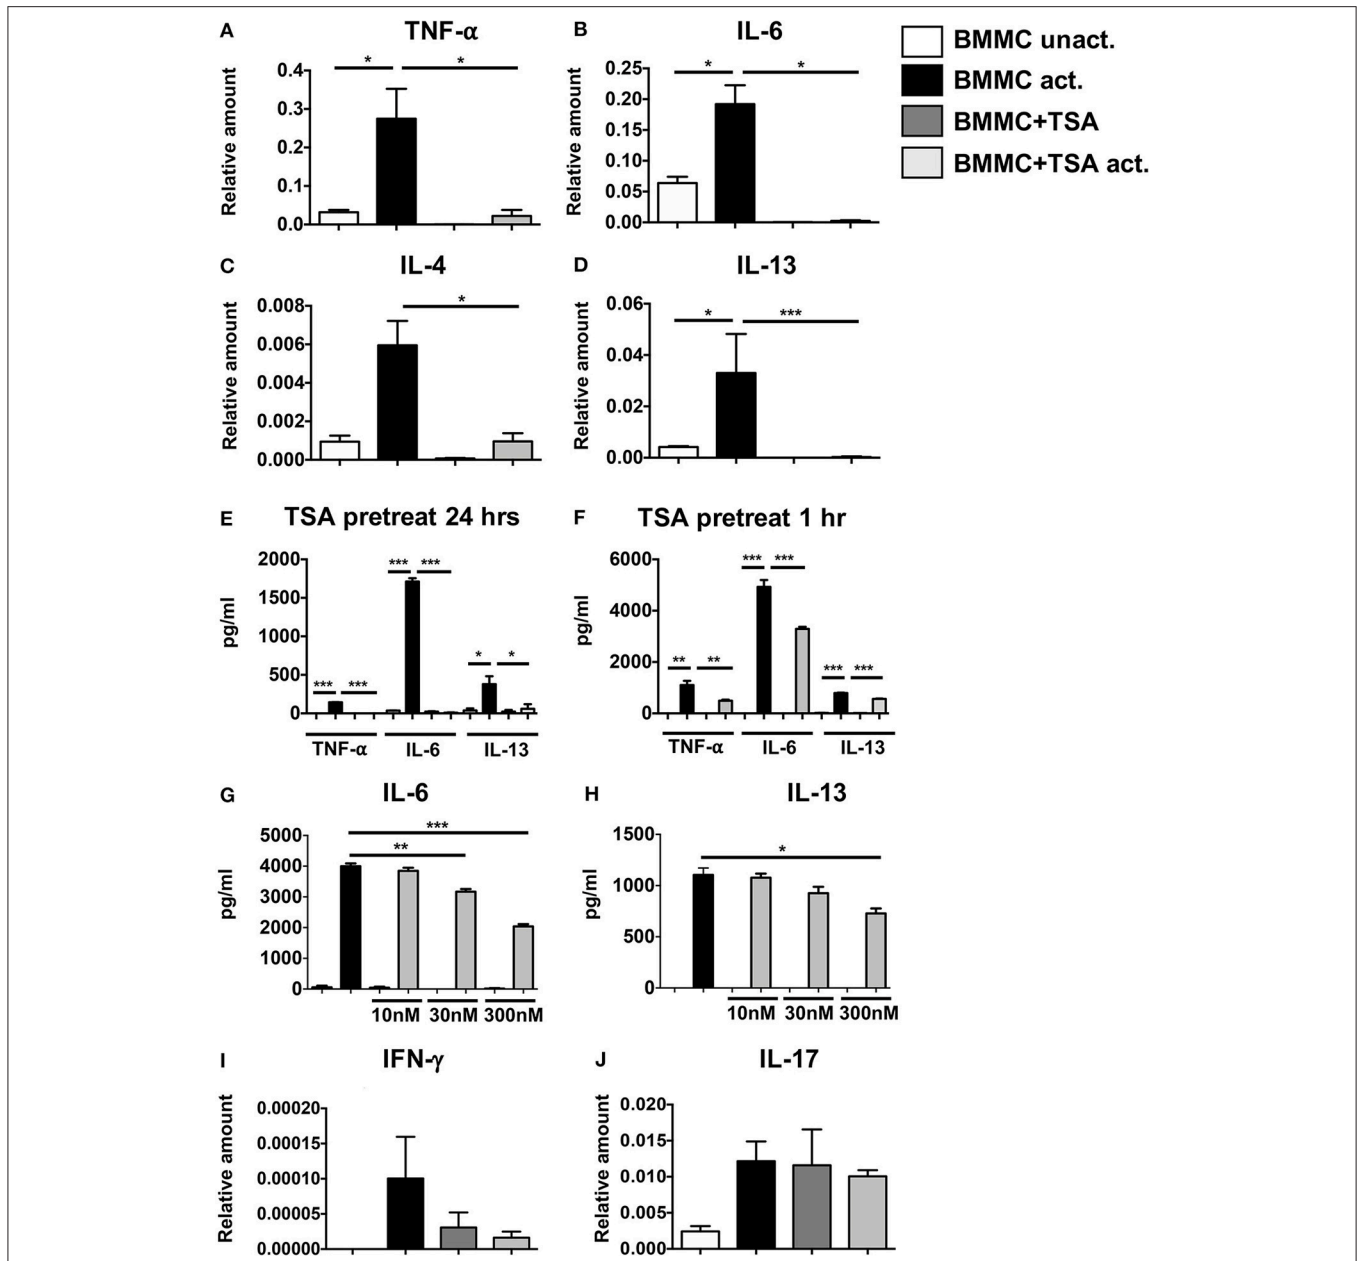 A TNF-α
* *
0.4
0.3
0.2
0.1
0.0
Relative amount
B IL-6
* *
0.25
0.20
0.15
0.10
0.05
0.00
Relative amount
BMMC unact.
BMMC act.
BMMC+TSA
BMMC+TSA act.
C IL-4
*
0.008
0.006
0.004
0.002
0.000
Relative amount
D IL-13
* ***
0.06
0.04
0.02
0.00
Relative amount
E TSA pretreat 24 hrs
2000
1500
1000
500
0
pg/ml
*** *** *** *** * *
TNF-α IL-6 IL-13
F TSA pretreat 1 hr
6000
4000
2000
0
pg/ml
** ** *** *** *** ***
TNF-α IL-6 IL-13
G IL-6
***
**
5000
4000
3000
2000
1000
0
pg/ml
10nM 30nM 300nM
H IL-13
*
1500
1000
500
0
pg/ml
10nM 30nM 300nM
I IFN-γ
0.00020
0.00015
0.00010
0.00005
0.00000
Relative amount
J IL-17
0.020
0.015
0.010
0.005
0.000
Relative amount